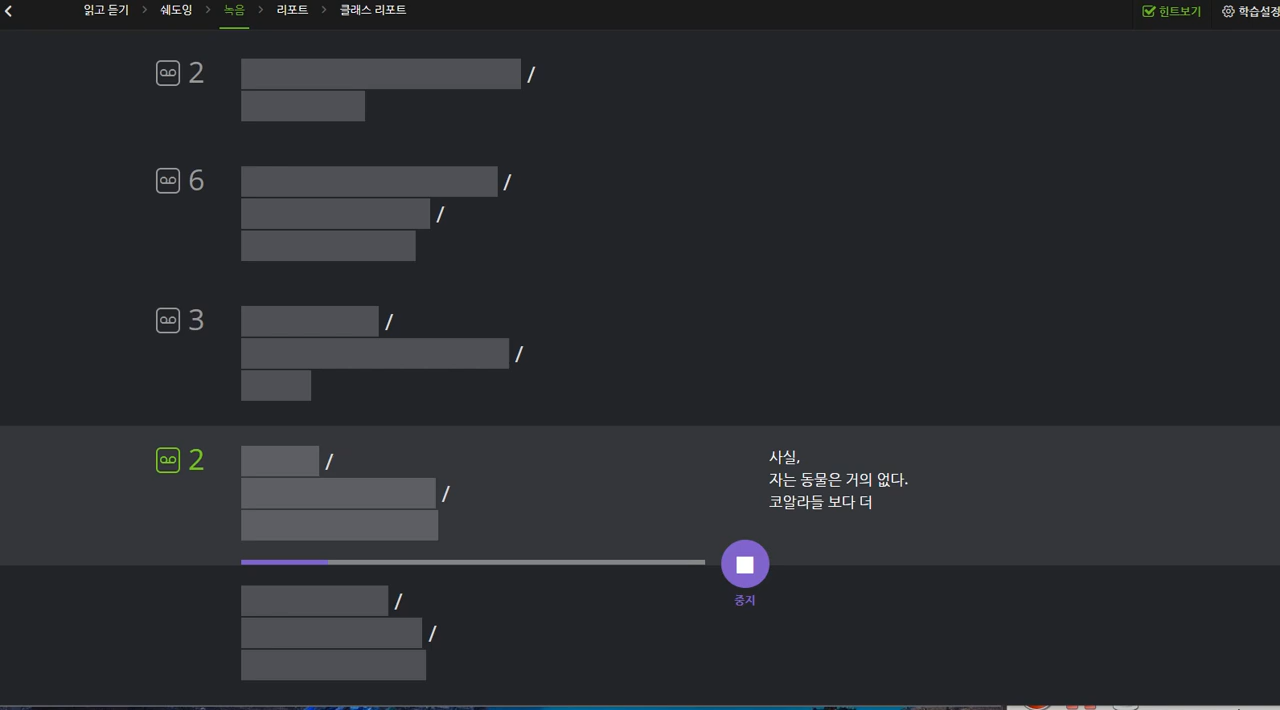 읽고 듣기 > 쉐도잉 > 녹음 > 리포트 > 클래스 리포트
힌트보기
학습설정
2
/
6
/
/
3
/
/
2
/
/
사실,
자는 동물은 거의 없다.
코알라들 보다 더
중지
/
/